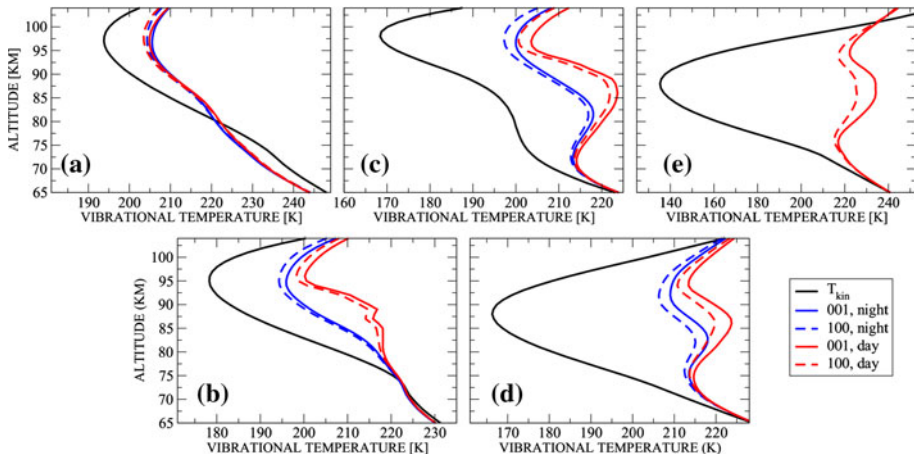 100
95
90
85
80
75
70
65
ALTITUDE [KM]
(a)
190 200 210 220 230 240
VIBRATIONAL TEMPERATURE [K]
(c)
160 170 180 190 200 210 220
VIBRATIONAL TEMPERATURE [K]
(e)
140 160 180 200 220 240
VIBRATIONAL TEMPERATURE [K]
100
95
90
85
80
75
70
65
ALTITUDE (KM)
(b)
180 190 200 210 220 230
VIBRATIONAL TEMPERATURE [K]
(d)
170 180 190 200 210 220
VIBRATIONAL TEMPERATURE (K)
Tkin
001, night
100, night
001, day
100, day